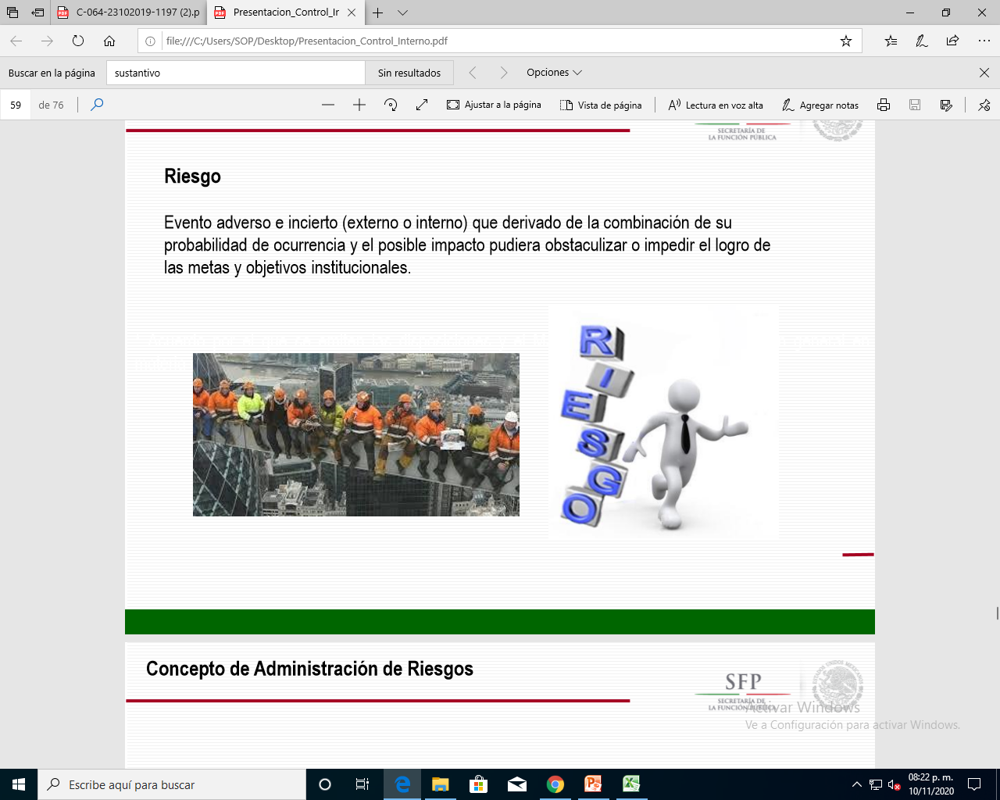 C-064-23102019-1197 (2).p
Presentacion_Control_Ir
file:///C:/Users/SOP/Desktop/Presentacion_Control_Interno.pdf
Buscar en la página
sustantivo
Sin resultados
Opciones
59
de 76
Ajustar a la página
Vista de página
Lectura en voz alta
Agregar notas
SECRETARÍA DE
LA FUNCIÓN PÚBLICA
Riesgo
Evento adverso e incierto (externo o interno) que derivado de la combinación de su
probabilidad de ocurrencia y el posible impacto pudiera obstaculizar o impedir el logro de
las metas y objetivos institucionales.
RIESGO
Concepto de Administración de Riesgos
SFP
SECRETARÍA DE
LA FUNCIÓN PÚBLICA
ESTADOS UNIDOS MEXICANOS
Activar Windows
Ve a Configuración para activar Windows.
Escribe aquí para buscar
08:22 p. m.
10/11/2020